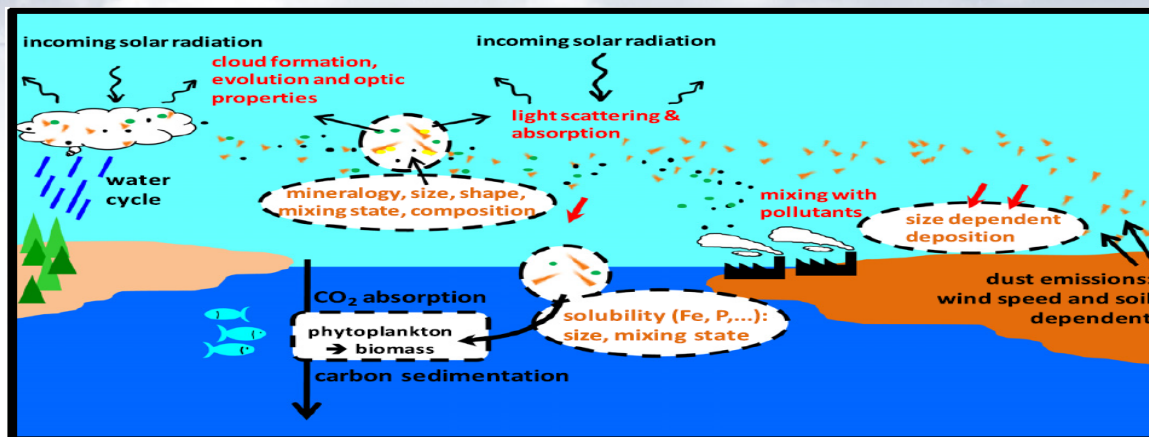 incoming solar radiation
cloud formation,
evolution and optic
properties
incoming solar radiation
light scattering &
absorption
water
cycle
mineralogy, size, shape,
mixing state, composition
mixing with
pollutants
size dependent
deposition
dust emissions:
wind speed and soil
dependent
CO₂ absorption
phytoplankton
➔ biomass
carbon sedimentation
solubility (Fe, P,...):
size, mixing state